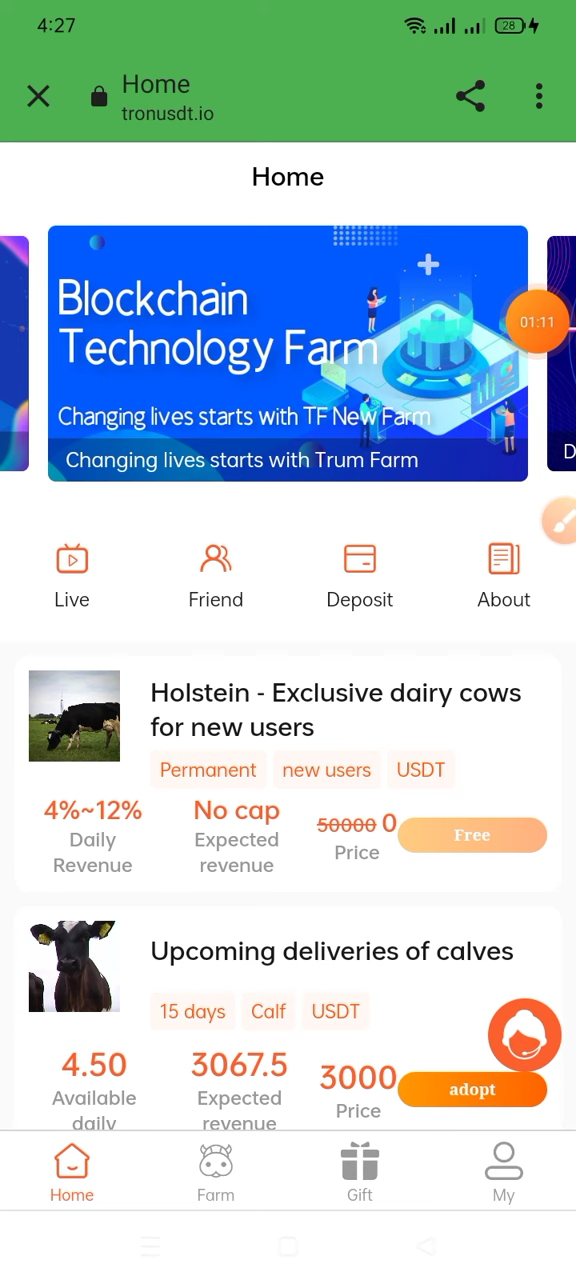 4:27
28
Home
tronusdt.io
Home
Blockchain
Technology Farm
Changing lives starts with TF New Farm
Changing lives starts with Trum Farm
D
01:11
Live
Friend
Deposit
About
Holstein - Exclusive dairy cows
for new users
Permanent
new users
USDT
4%~12%
No cap
50000 0
Free
Daily
Revenue
Expected
revenue
Price
Upcoming deliveries of calves
15 days
Calf
USDT
4.50
3067.5
3000
adopt
Available
daily
Expected
revenue
Price
Home
Farm
Gift
My